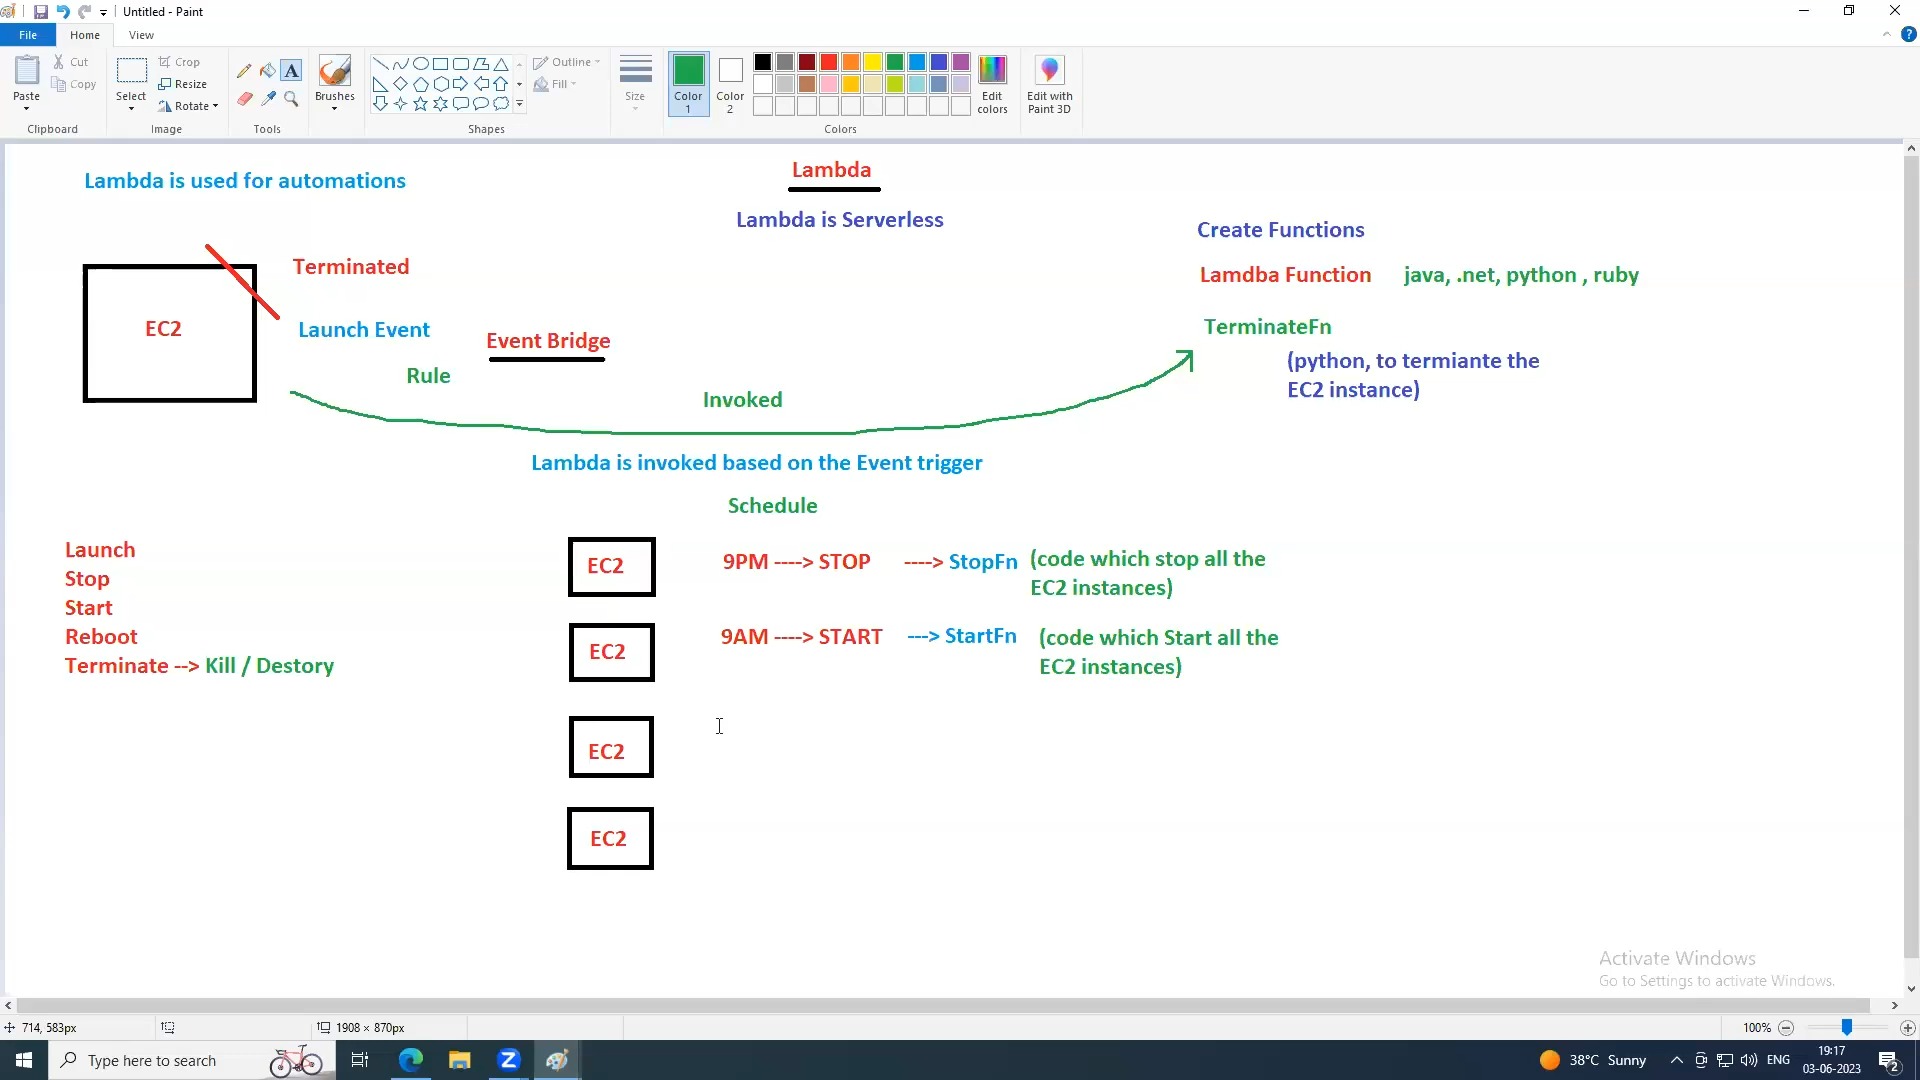 Untitled - Paint
File
Home
View
Paste
Cut
Copy
Clipboard
Select
Crop
Resize
Rotate
Image
A
Tools
Brushes
Shapes
Outline
Fill
Size
Color
1
Color
2
Colors
Edit
colors
Edit with
Paint 3D
Lambda
Lambda is used for automations
Lambda is Serverless
Create Functions
Lamdba Function java, .net, python , ruby
Terminated
EC2
Launch Event
Event Bridge
Rule
Invoked
TerminateFn
(python, to termiante the
EC2 instance)
Lambda is invoked based on the Event trigger
Schedule
Launch
Stop
Start
Reboot
Terminate --> Kill / Destory
EC2
9PM ----> STOP ----> StopFn (code which stop all the
EC2 instances)
EC2
9AM ----> START ---> StartFn (code which Start all the
EC2 instances)
EC2
EC2
Activate Windows
Go to Settings to activate Windows.
714, 583px
1908 × 870px
100%
Type here to search
38°C Sunny
ENG
19:17
03-06-2023
2